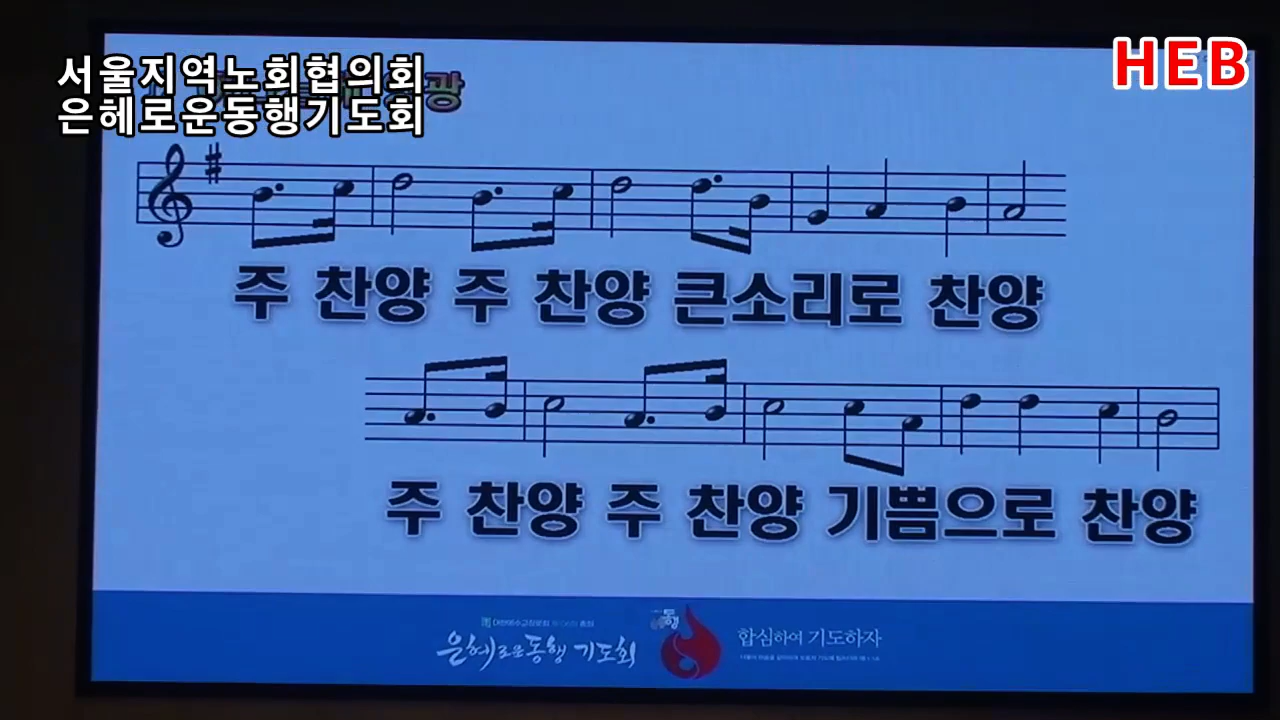 서울지역노회협의회
HEB
은혜로운동행기도회
광
주 찬양 주 찬양 큰소리로 찬양
주 찬양 주 찬양 기쁨으로 찬양
은혜로운동행 기도회
합심하여 기도하자